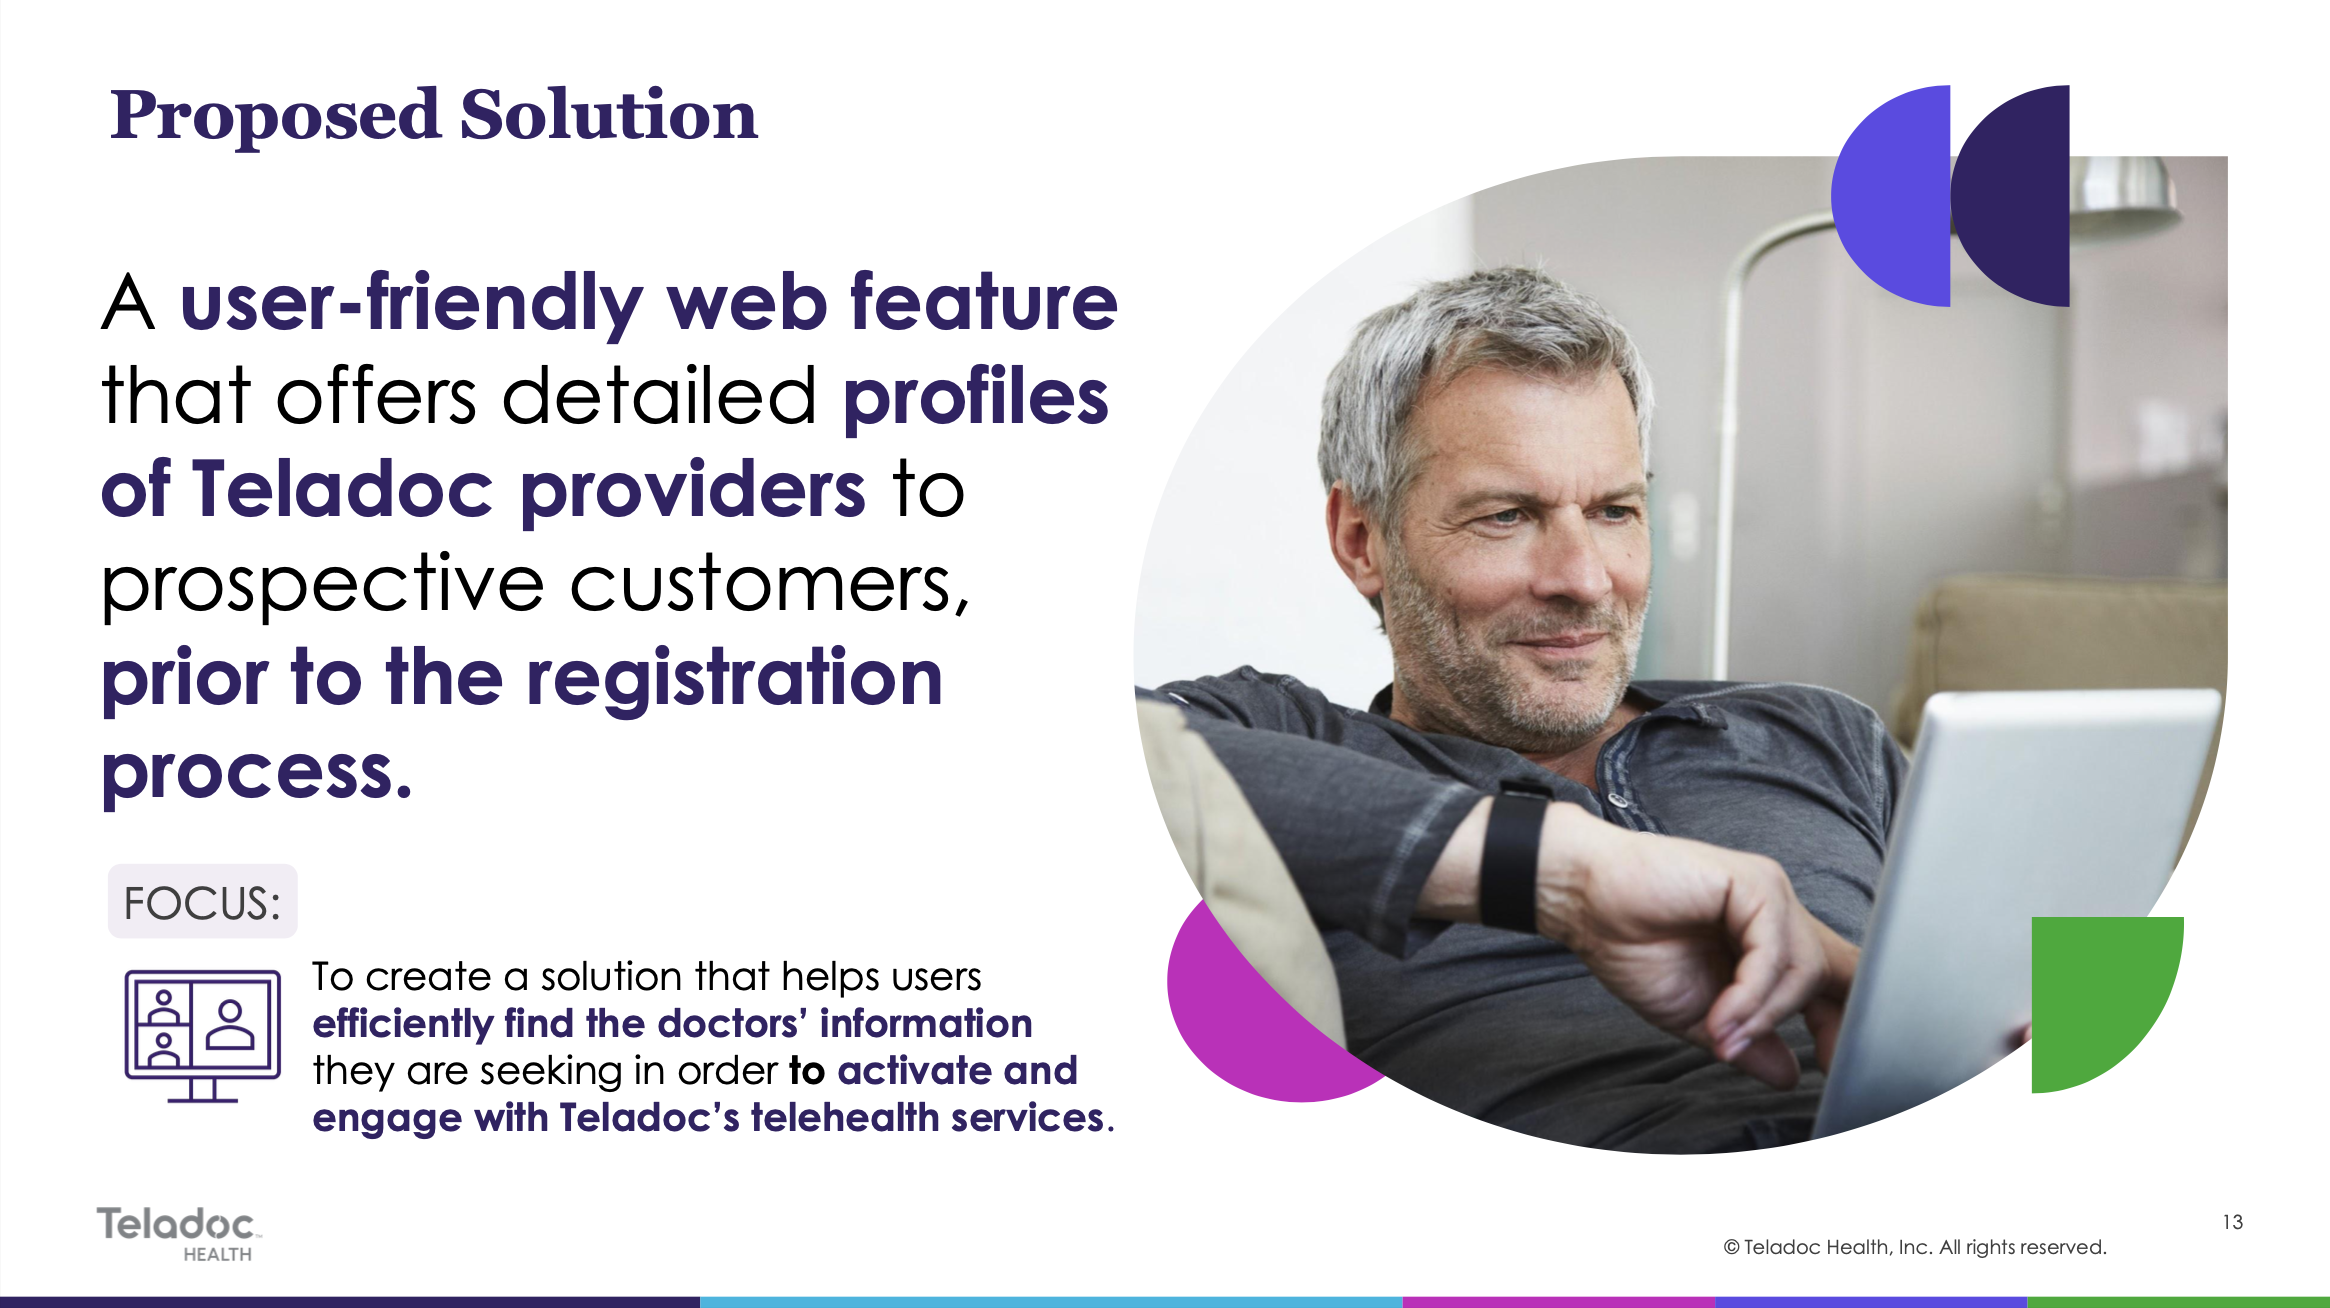 Proposed Solution
A user-friendly web feature
that offers detailed profiles
of Teladoc providers to
prospective customers,
prior to the registration
process.
FOCUS:
To create a solution that helps users
efficiently find the doctors’ information
they are seeking in order to activate and
engage with Teladoc’s telehealth services.
Teladoc™
HEALTH
13
© Teladoc Health, Inc. All rights reserved.